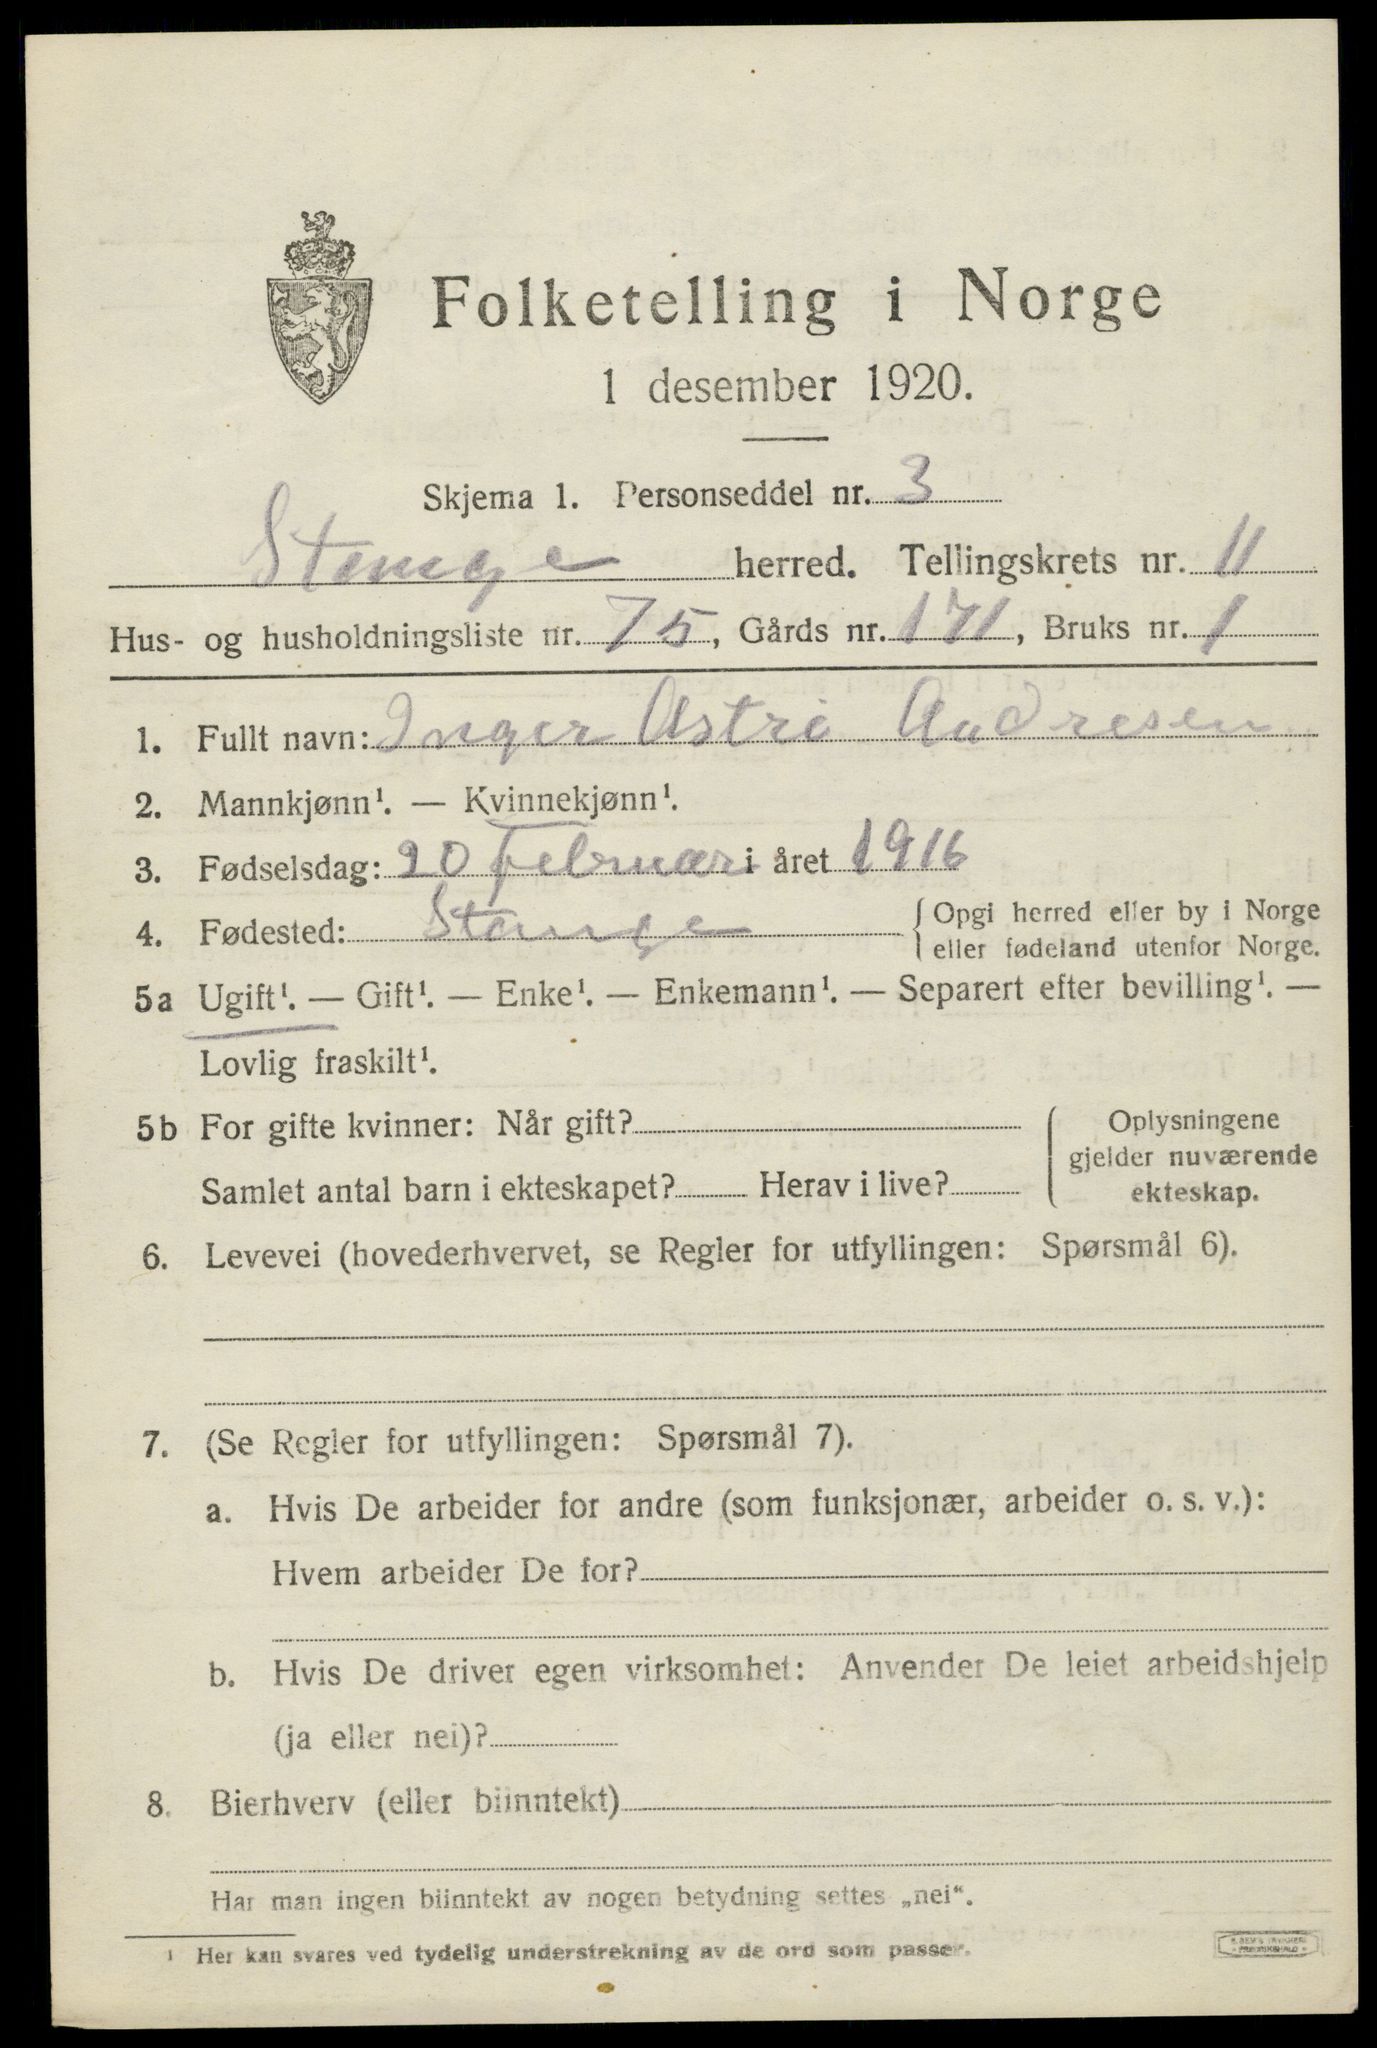 Folketelling i Norge
1 desember 1920.
Skjema 1. Personseddel nr. 3
Stange herred. Tellingskrets nr. 11
Hus- og husholdningsliste nr. 75, Gårds nr. 171, Bruks nr. 1
1. Fullt navn: Inger Astri Andresen
2. Mannkjønn¹. — Kvinnekjønn¹.
3. Fødselsdag: 20 Februar i året 1916
4. Fødested: Stange { Opgi herred eller by i Norge
eller fødeland utenfor Norge.
5a Ugift¹. — Gift¹. — Enke¹. — Enkemann¹. — Separert efter bevilling¹. —
Lovlig fraskilt¹.
5b For gifte kvinner: Når gift?
Samlet antal barn i ekteskapet? Herav i live?
Oplysningene
gjelder nuværende
ekteskap.
6. Levevei (hovederhvervet, se Regler for utfyllingen: Spørsmål 6).
7. (Se Regler for utfyllingen: Spørsmål 7).
a. Hvis De arbeider for andre (som funksjonær, arbeider o. s. v.):
Hvem arbeider De for?
b. Hvis De driver egen virksomhet: Anvender De leiet arbeidshjelp
(ja eller nei)?
8. Bierhverv (eller biinntekt)
Har man ingen biinntekt av nogen betydning settes „nei“.
¹ Her kan svares ved tydelig understrekning av de ord som passer.